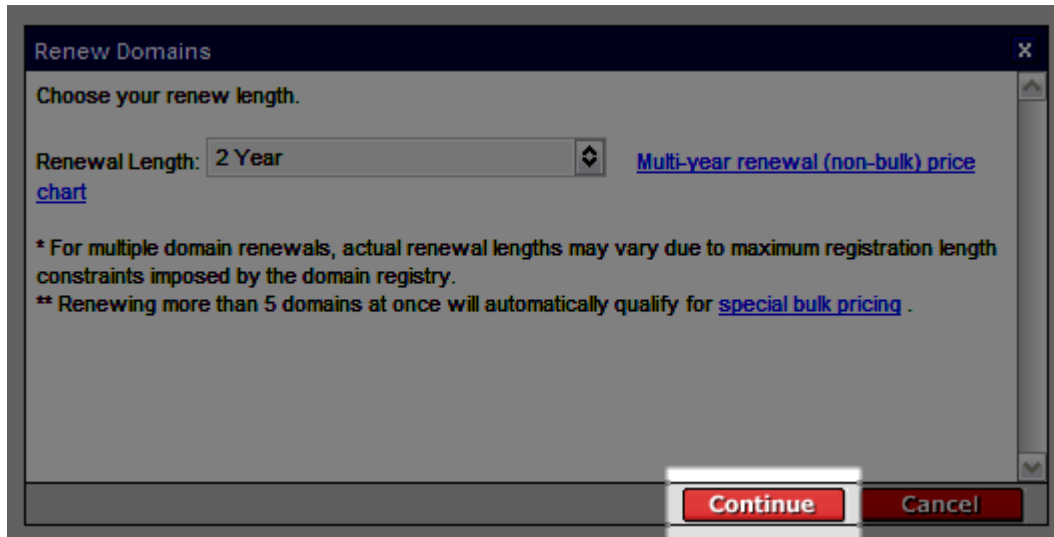 Renew Domains x
Choose your renew length.
Renewal Length: 2 Year Multi-year renewal (non-bulk) price
chart
* For multiple domain renewals, actual renewal lengths may vary due to maximum registration length
constraints imposed by the domain registry.
** Renewing more than 5 domains at once will automatically qualify for special bulk pricing .
Continue Cancel